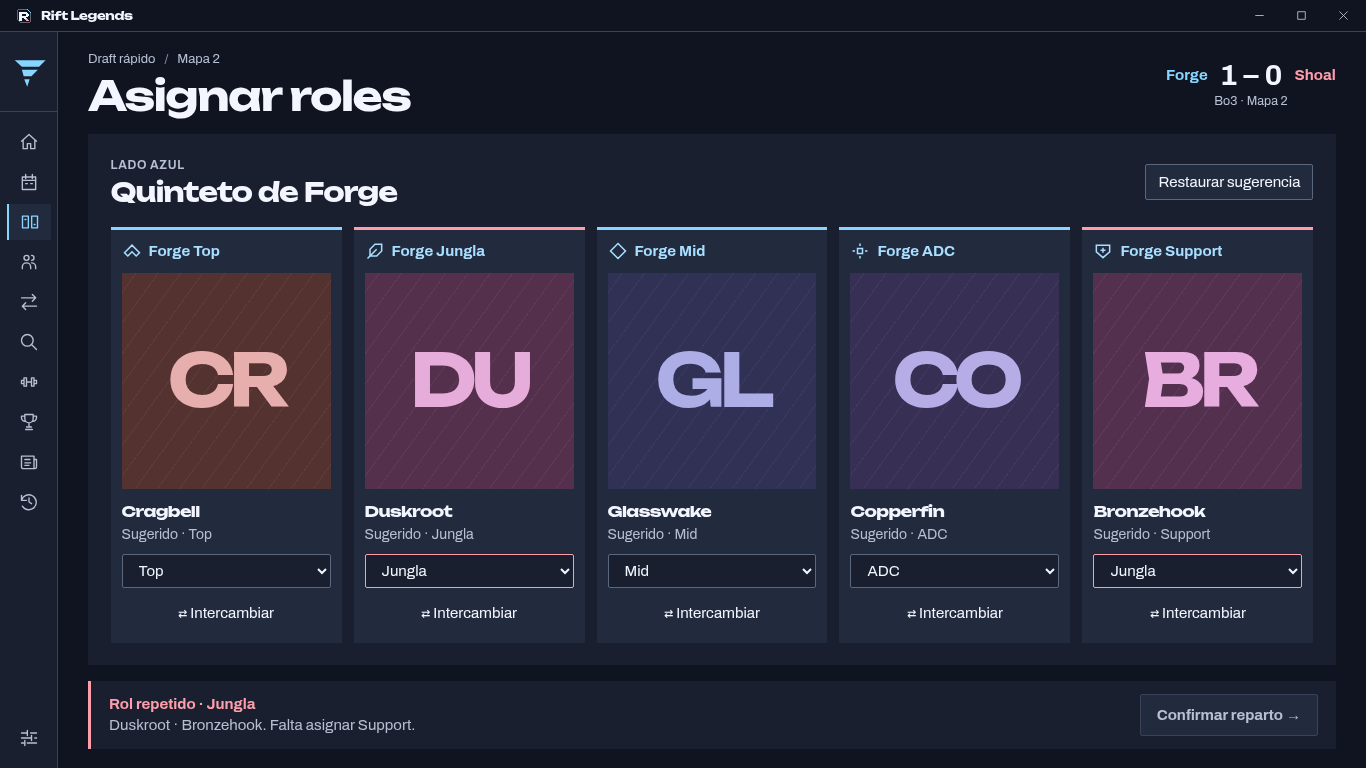 Rift Legends
Draft rápido / Mapa 2
Asignar roles
Forge 1 – 0 Shoal
Bo3 · Mapa 2
LADO AZUL
Quinteto de Forge
Restaurar sugerencia
Forge Top
CR
Cragbell
Sugerido · Top
Top
⇄ Intercambiar
Forge Jungla
DU
Duskroot
Sugerido · Jungla
Jungla
⇄ Intercambiar
Forge Mid
GL
Glasswake
Sugerido · Mid
Mid
⇄ Intercambiar
Forge ADC
CO
Copperfin
Sugerido · ADC
ADC
⇄ Intercambiar
Forge Support
BR
Bronzehook
Sugerido · Support
Jungla
⇄ Intercambiar
Rol repetido · Jungla
Duskroot · Bronzehook. Falta asignar Support.
Confirmar reparto →